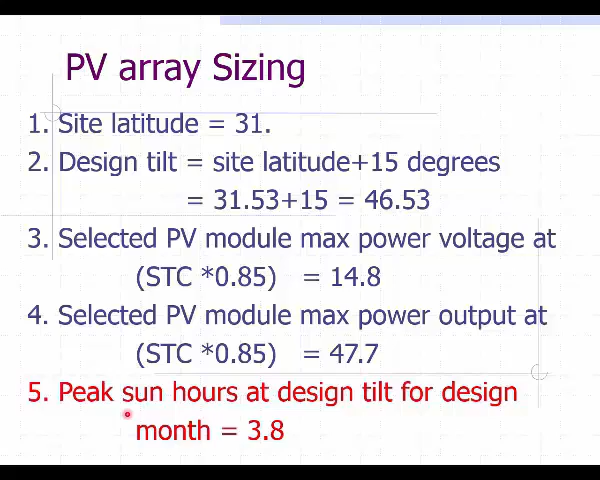 PV array Sizing
1. Site latitude = 31.
2. Design tilt = site latitude+15 degrees
= 31.53+15 = 46.53
3. Selected PV module max power voltage at
(STC *0.85) = 14.8
4. Selected PV module max power output at
(STC *0.85) = 47.7
5. Peak sun hours at design tilt for design
month = 3.8